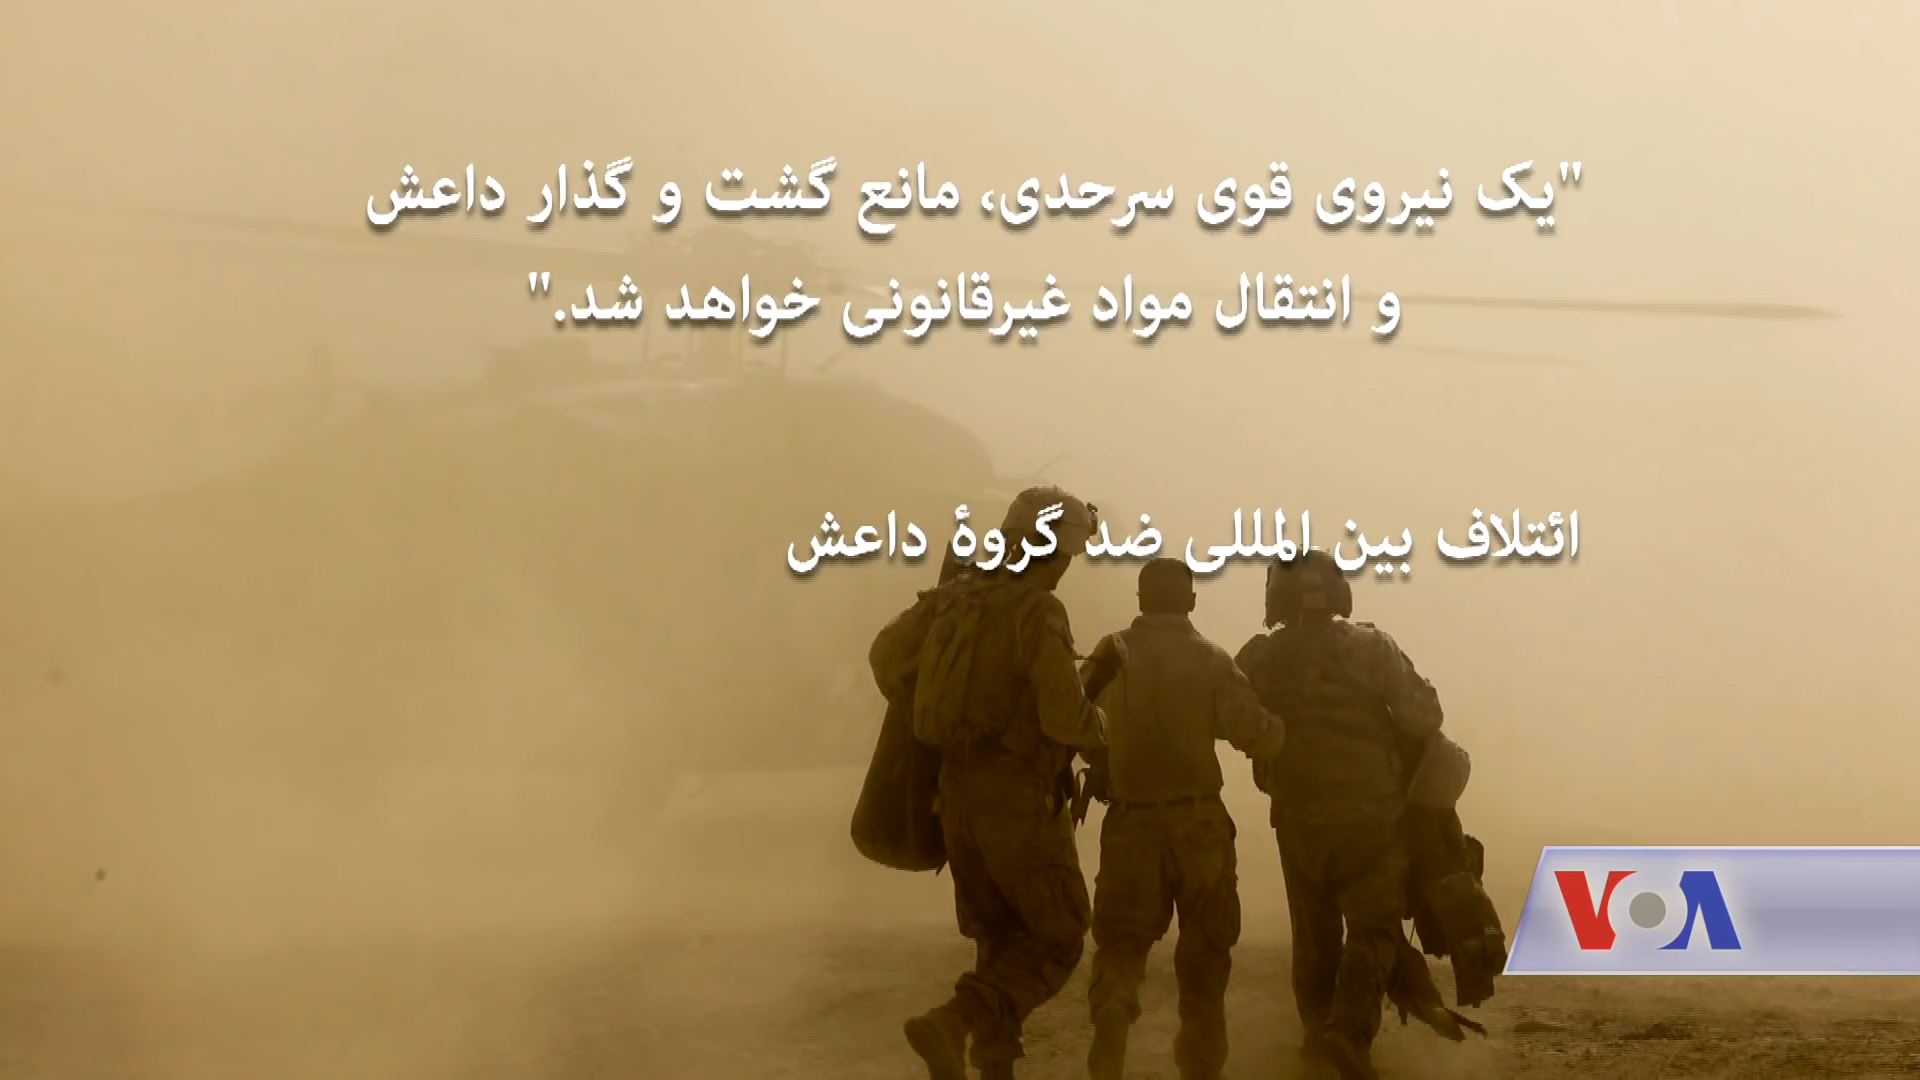 "یک نیروی قوی سرحدی، مانع گشت و گذار داعش
و انتقال مواد غیرقانونی خواهد شد."
ائتلاف بین المللی ضد گروۀ داعش
VOA